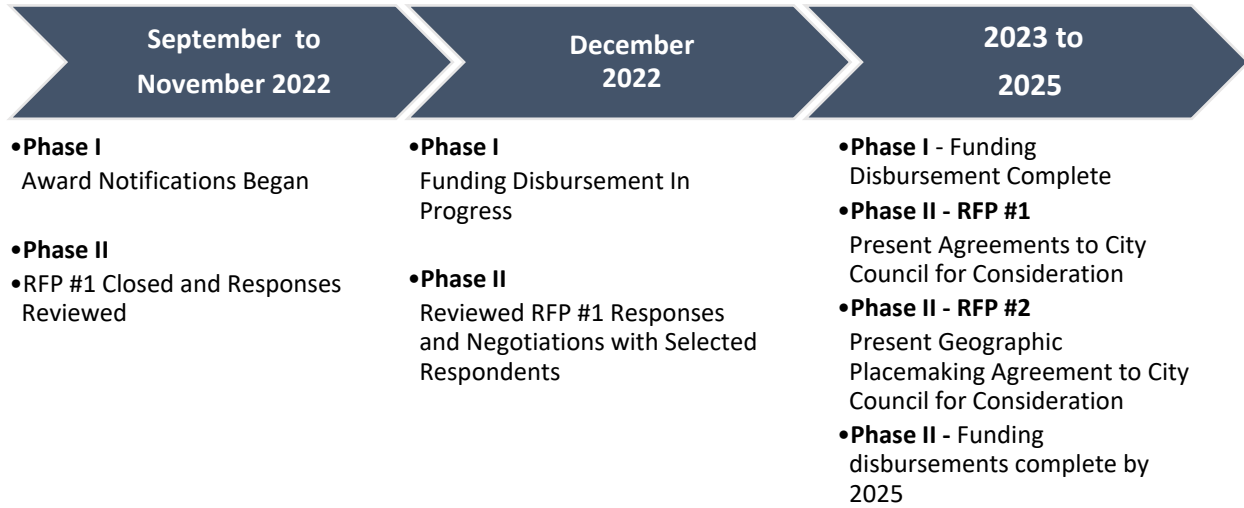 September to
November 2022
December
2022
2023 to
2025
•Phase I
Award Notifications Began
•Phase II
•RFP #1 Closed and Responses
Reviewed
•Phase I
Funding Disbursement In
Progress
•Phase II
Reviewed RFP #1 Responses
and Negotiations with Selected
Respondents
•Phase I - Funding
Disbursement Complete
•Phase II - RFP #1
Present Agreements to City
Council for Consideration
•Phase II - RFP #2
Present Geographic
Placemaking Agreement to City
Council for Consideration
•Phase II - Funding
disbursements complete by
2025